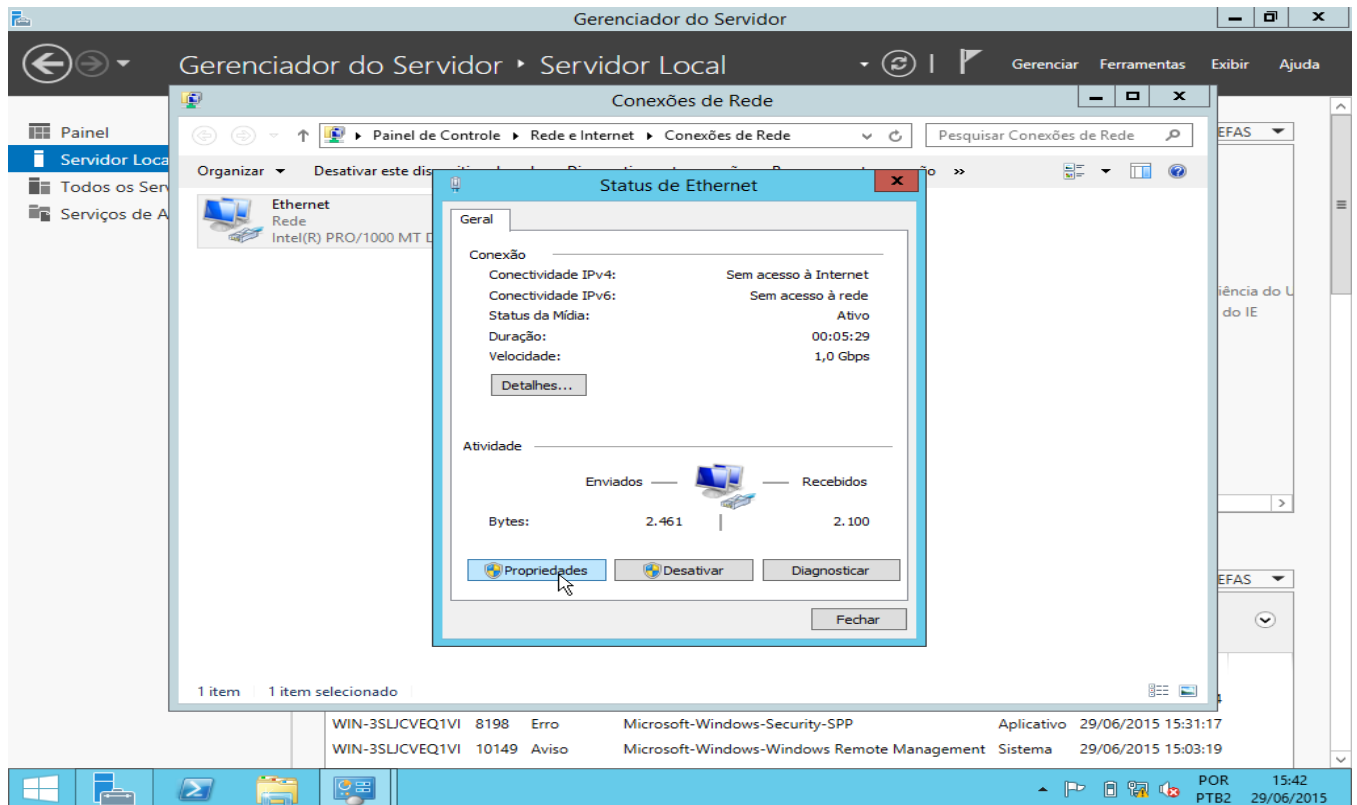 Gerenciador do Servidor
Gerenciador do Servidor Servidor Local
Gerenciar Ferramentas Exibir Ajuda
Conexões de Rede
Painel
Servidor Loca
Todos os Ser
Serviços de A
Painel de Controle Rede e Internet Conexões de Rede
Pesquisar Conexões de Rede
EFAS
Organizar Desativar este dis
»
Ethernet
Rede
Intel(R) PRO/1000 MT D
Status de Ethernet
Geral
Conexão
Conectividade IPv4: Sem acesso à Internet
Conectividade IPv6: Sem acesso à rede
Status da Mídia: Ativo
Duração: 00:05:29
Velocidade: 1,0 Gbps
Detalhes...
Atividade
Enviados Recebidos
Bytes: 2.461 2.100
Propriedades Desativar Diagnosticar
Fechar
iência do U
do IE
EFAS
1 item 1 item selecionado
WIN-3SLJCVEQ1VI 8198 Erro Microsoft-Windows-Security-SPP Aplicativo 29/06/2015 15:31:17
WIN-3SLJCVEQ1VI 10149 Aviso Microsoft-Windows-Windows Remote Management Sistema 29/06/2015 15:03:19
POR 15:42
PTB2 29/06/2015